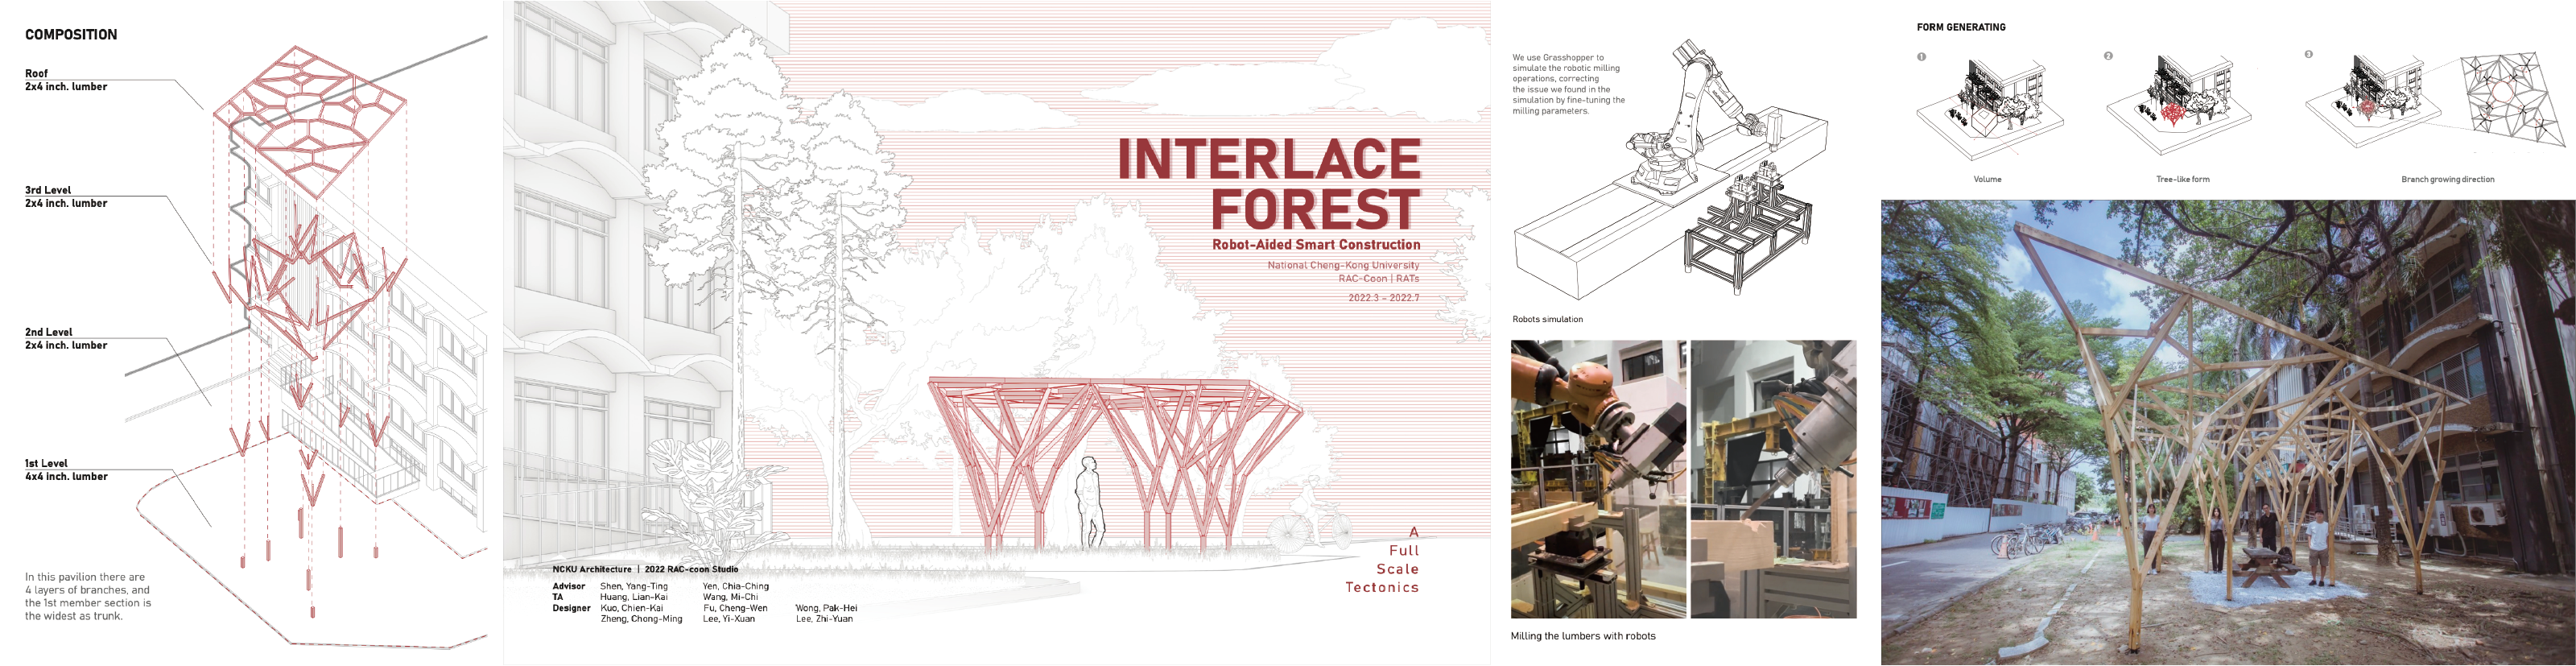 COMPOSITION
Roof
2x4 inch. lumber
3rd Level
2x4 inch. lumber
2nd Level
2x4 inch. lumber
1st Level
4x4 inch. lumber
In this pavilion there are
4 layers of branches, and
the 1st member section is
the widest as trunk.
INTERLACE
FOREST
Robot-Aided Smart Construction
National Cheng-Kong University
RAC-Coon | RATs
2022.3 - 2022.7
A
Full
Scale
Tectonics
NCKU Architecture | 2022 RAC-coon Studio
Advisor Shen, Yang-Ting Yen, Chia-Ching
TA Huang, Lian-Kai Wang, Mi-Chi
Designer Kuo, Chien-Kai Fu, Cheng-Wen Wong, Pak-Hei
Zheng, Chong-Ming Lee, Yi-Xuan Lee, Zhi-Yuan
We use Grasshopper to
simulate the robotic milling
operations, correcting
the issue we found in the
simulation by fine-tuning the
milling parameters.
Robots simulation
Milling the lumbers with robots
FORM GENERATING
1
2
3
Volume
Tree-like form
Branch growing direction